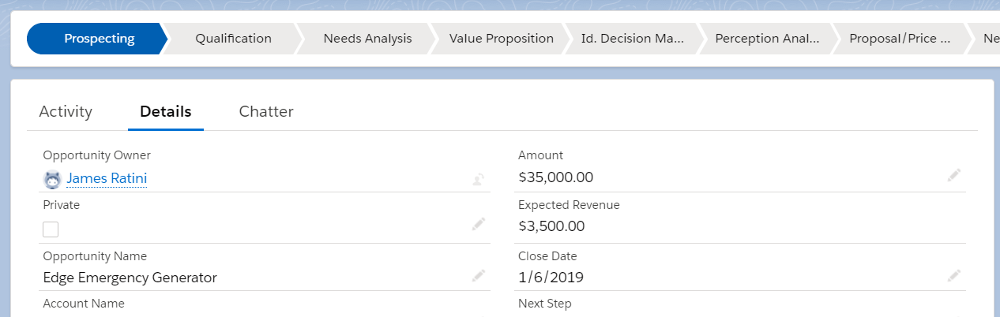 Prospecting
Qualification
Needs Analysis
Value Proposition
Id. Decision Ma...
Perception Anal...
Proposal/Price ...
Ne
Activity
Details
Chatter
Opportunity Owner
James Ratini
Amount
$35,000.00
Private
Expected Revenue
$3,500.00
Opportunity Name
Edge Emergency Generator
Close Date
1/6/2019
Account Name
Next Step